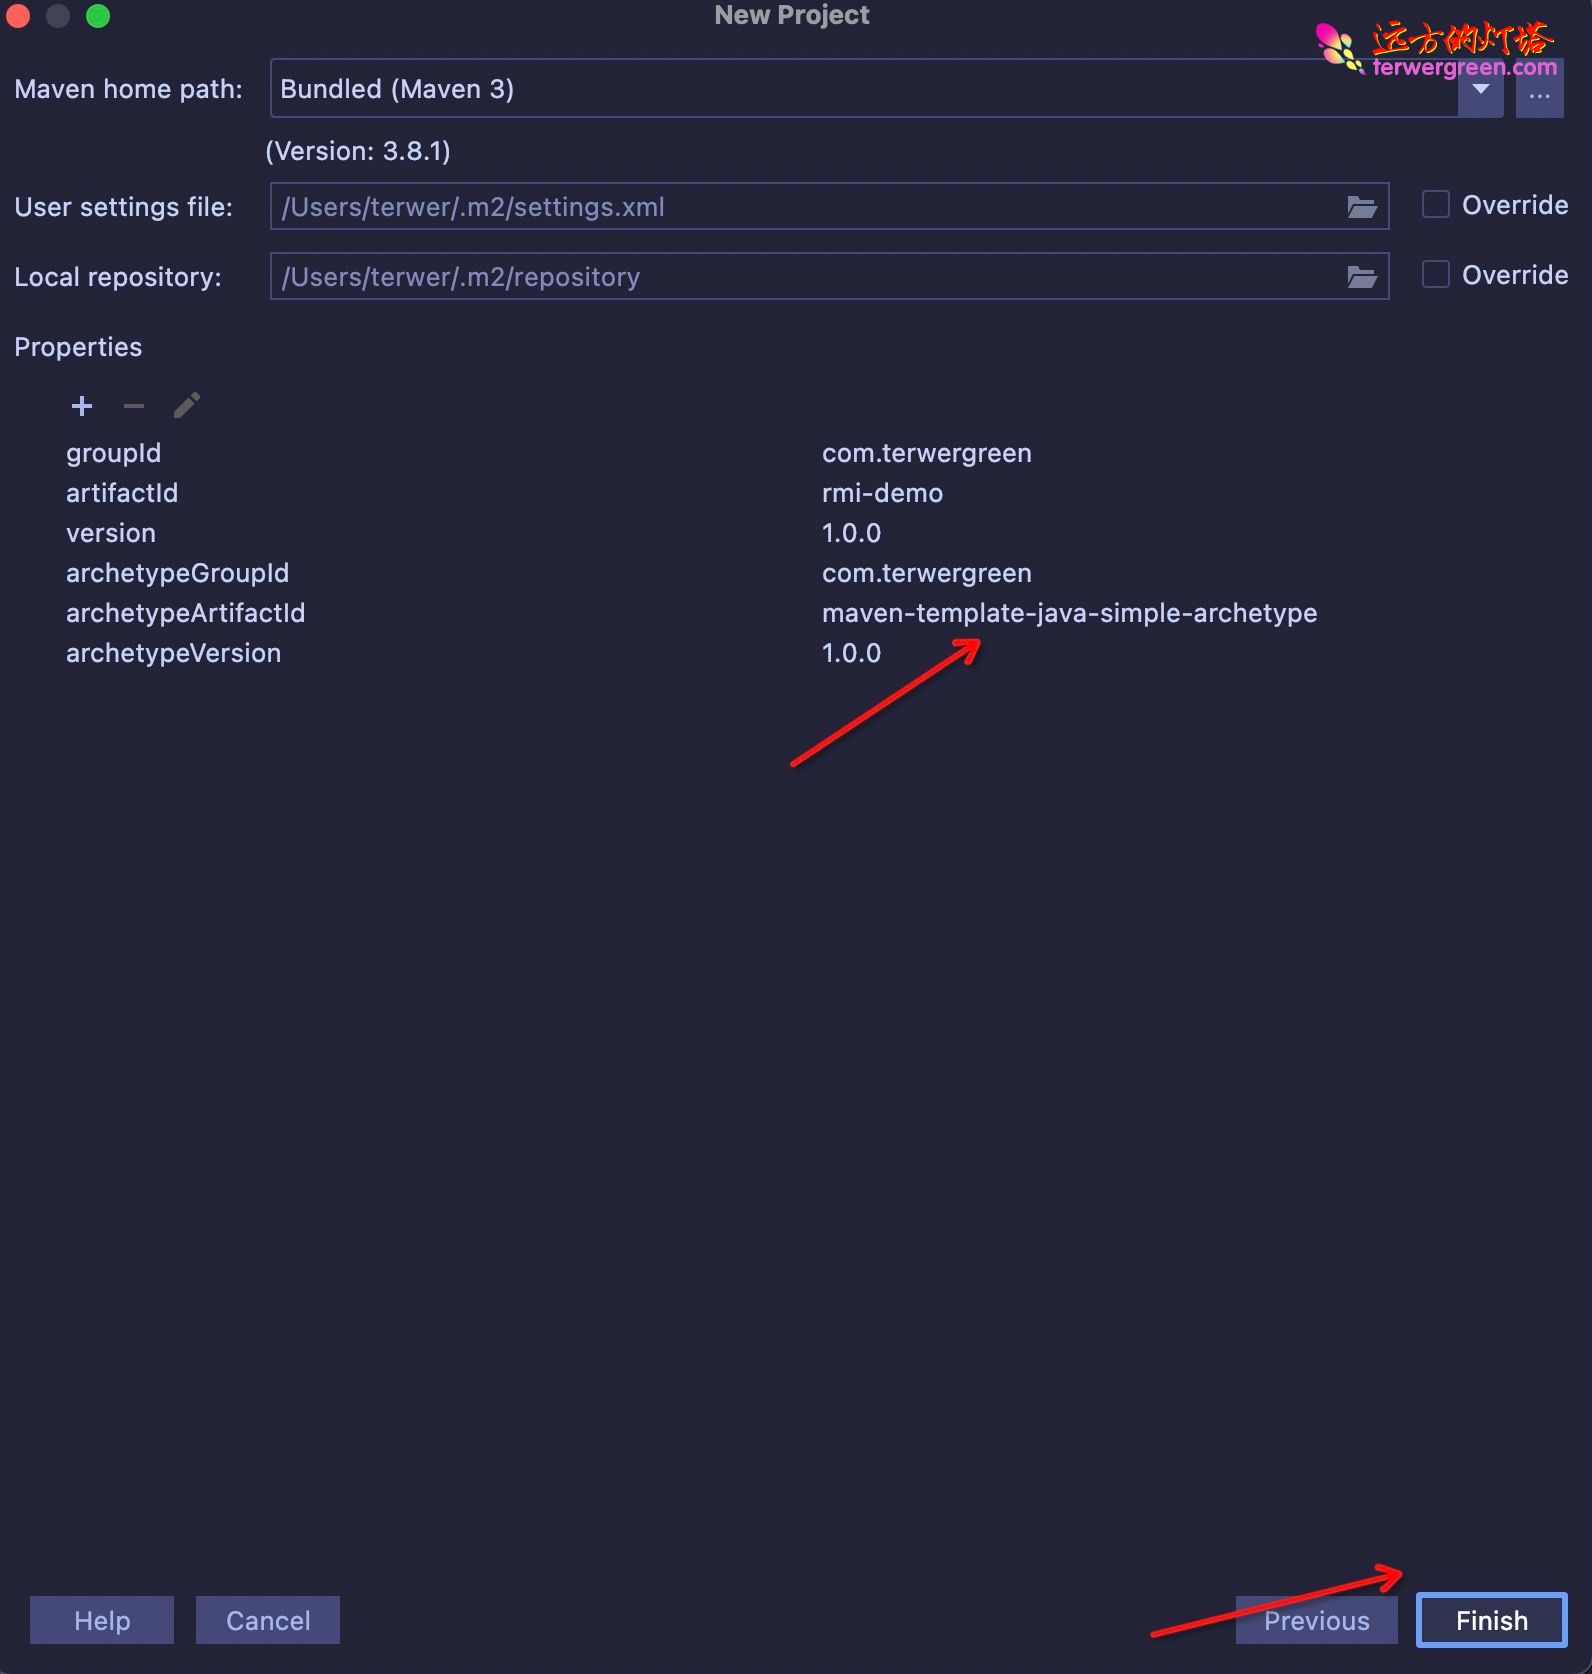 New Project
远方的灯塔
terwergreen.com
Maven home path: Bundled (Maven 3) ...
(Version: 3.8.1)
User settings file: /Users/terwer/.m2/settings.xml Override
Local repository: /Users/terwer/.m2/repository Override
Properties
groupId com.terwergreen
artifactId rmi-demo
version 1.0.0
archetypeGroupId com.terwergreen
archetypeArtifactId maven-template-java-simple-archetype
archetypeVersion 1.0.0
Help Cancel Previous Finish